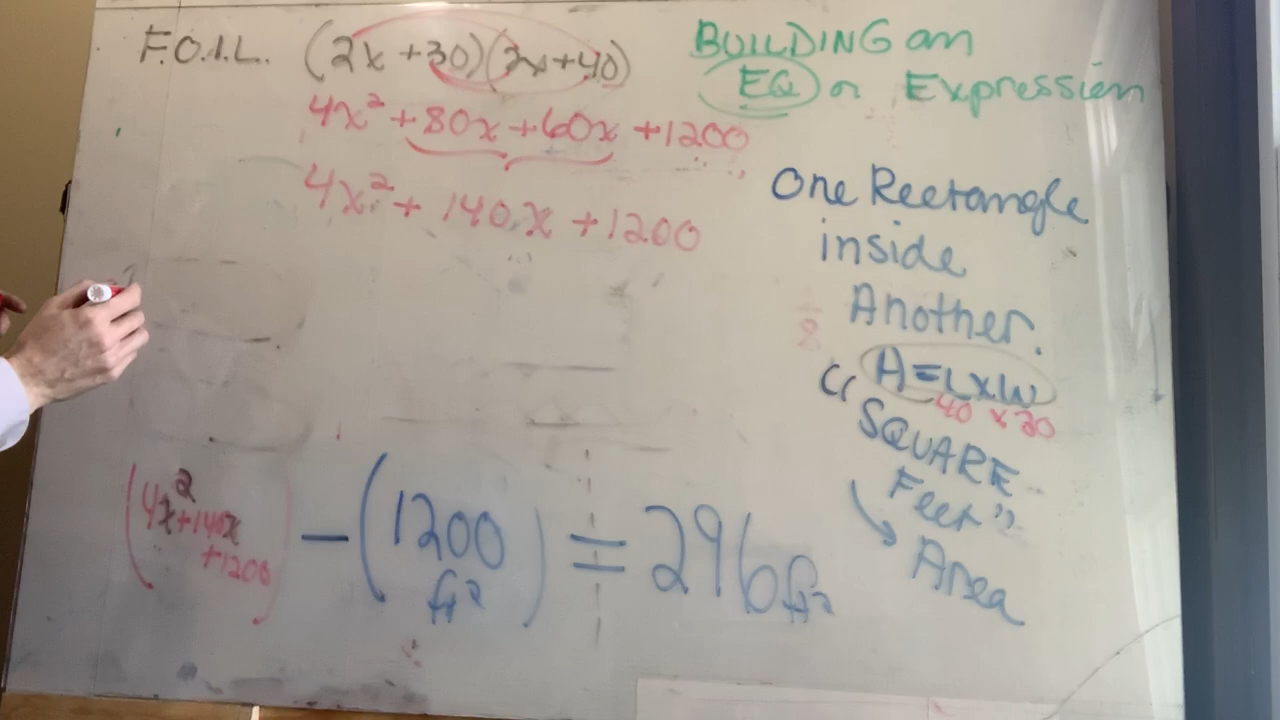 F.O.I.L. (2x+30)(2x+40)
4x² + 80x + 60x + 1200
4x² + 140x + 1200
BUILDING an
EQ or Expression
One Rectangle
inside
Another.
A = L x W
40 x 30
"SQUARE
Feet"
Area
(4x² + 140x + 1200) − (1200 ft²) = 296 ft²